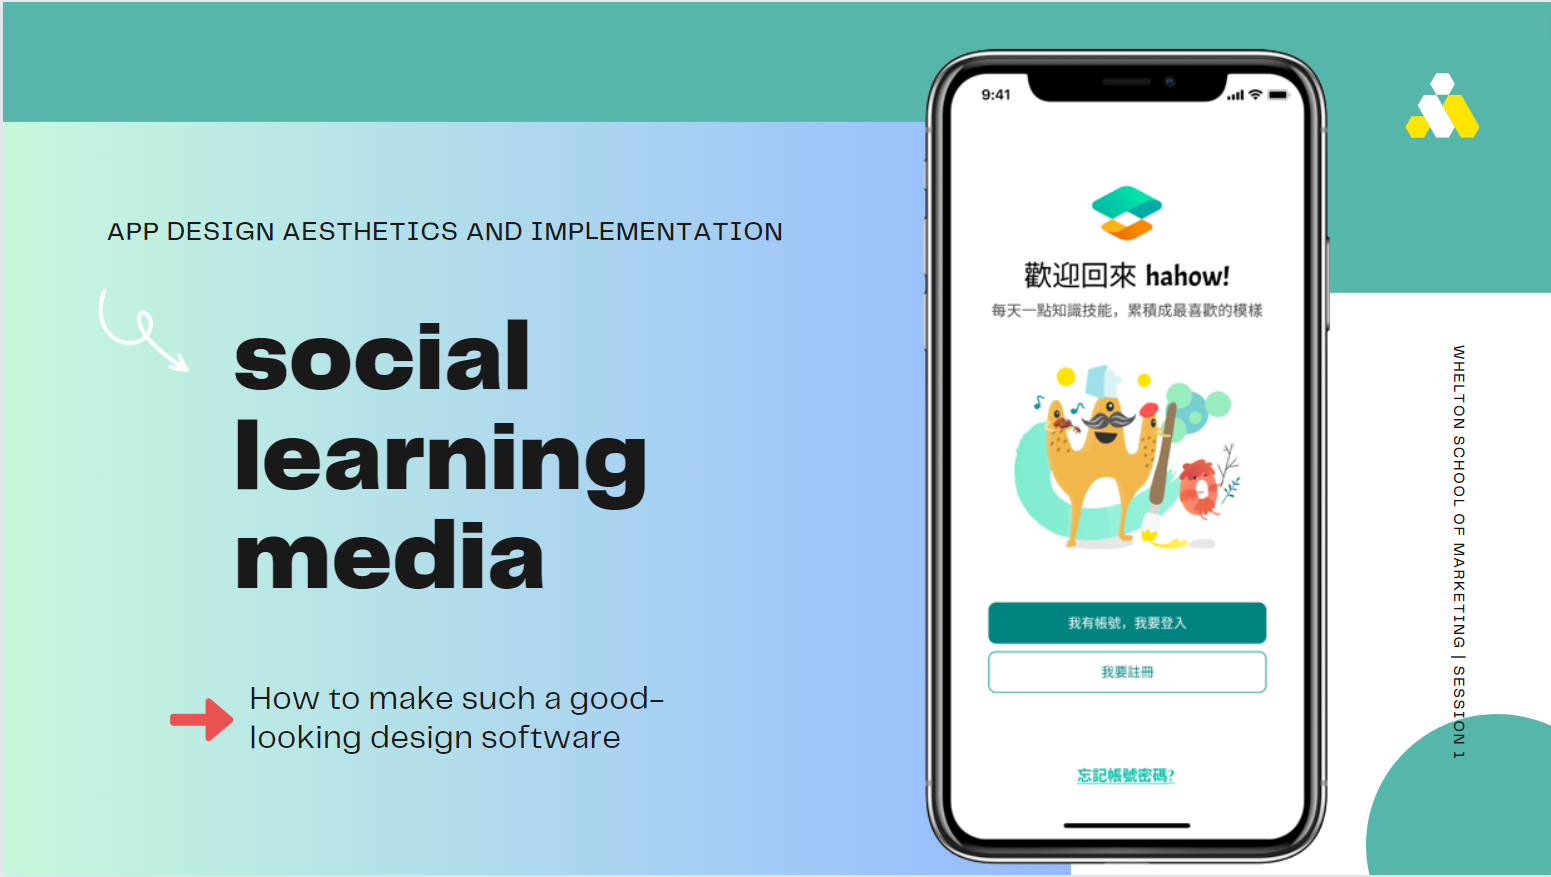 APP DESIGN AESTHETICS AND IMPLEMENTATION
social
learning
media
How to make such a good-
looking design software
9:41
歡迎回來 hahow!
每天一點知識技能，累積成最喜歡的模樣
我有帳號，我要登入
我要註冊
忘記帳號密碼?
WHELTON SCHOOL OF MARKETING | SESSION 1